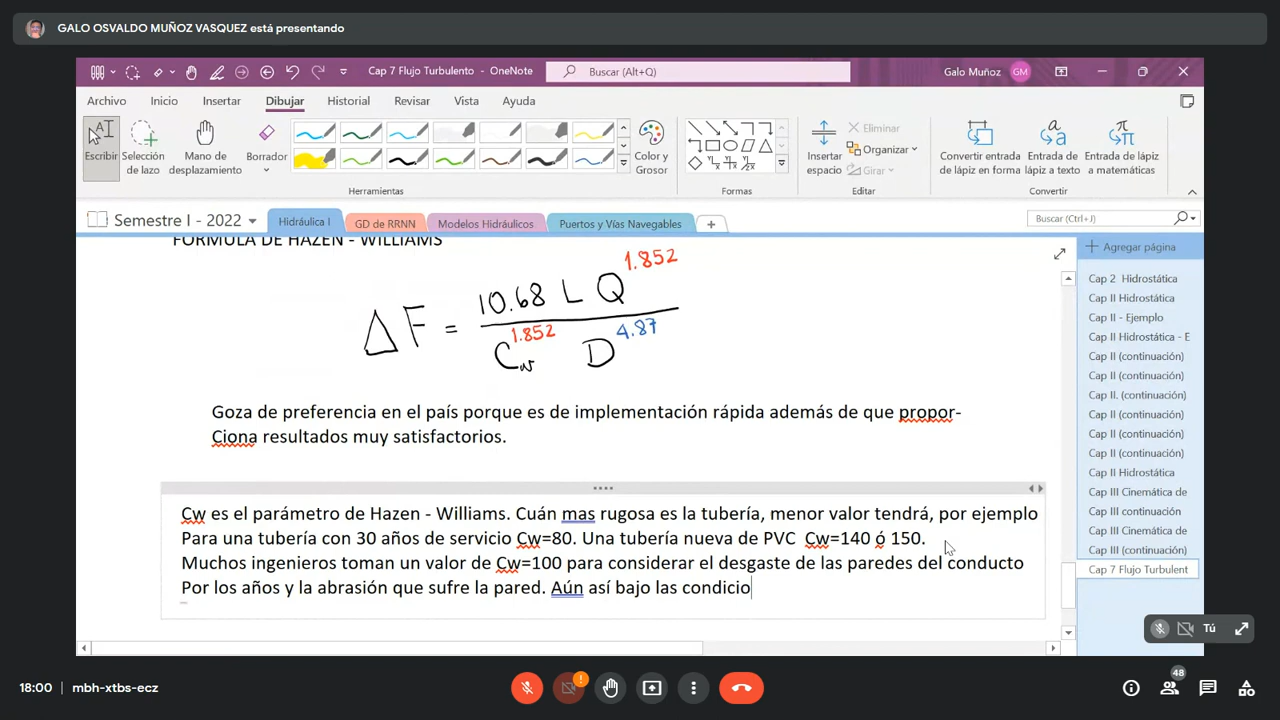 GALO OSVALDO MUÑOZ VASQUEZ está presentando
Cap 7 Flujo Turbulento - OneNote
Buscar (Alt+Q)
Galo Muñoz GM
Archivo Inicio Insertar Dibujar Historial Revisar Vista Ayuda
Escribir
Selección de lazo
Mano de desplazamiento
Borrador
Color y Grosor
Insertar espacio
Eliminar
Organizar
Girar
Convertir entrada de lápiz en forma
Entrada de lápiz a texto
Entrada de lápiz a matemáticas
Herramientas Formas Editar Convertir
Semestre I - 2022
Hidráulica I GD de RRNN Modelos Hidráulicos Puertos y Vías Navegables +
Buscar (Ctrl+J)
FORMULA DE HAZEN - WILLIAMS
ΔF = 10.68 L Q^1.852
Cw^1.852 D^4.87
Goza de preferencia en el país porque es de implementación rápida además de que propor-
Ciona resultados muy satisfactorios.
Cw es el parámetro de Hazen - Williams. Cuán mas rugosa es la tubería, menor valor tendrá, por ejemplo
Para una tubería con 30 años de servicio Cw=80. Una tubería nueva de PVC Cw=140 ó 150.
Muchos ingenieros toman un valor de Cw=100 para considerar el desgaste de las paredes del conducto
Por los años y la abrasión que sufre la pared. Aún así bajo las condicio
Agregar página
Cap 2 Hidrostática
Cap II Hidrostática
Cap II - Ejemplo
Cap II Hidrostática - E
Cap II (continuación)
Cap II (continuación)
Cap II. (continuación)
Cap II (continuación)
Cap II (continuación)
Cap II (continuación)
Cap II Hidrostática
Cap III Cinemática de
Cap III continuación
Cap III Cinemática de
Cap III (continuación)
Cap 7 Flujo Turbulent
Tú
18:00 mbh-xtbs-ecz
48